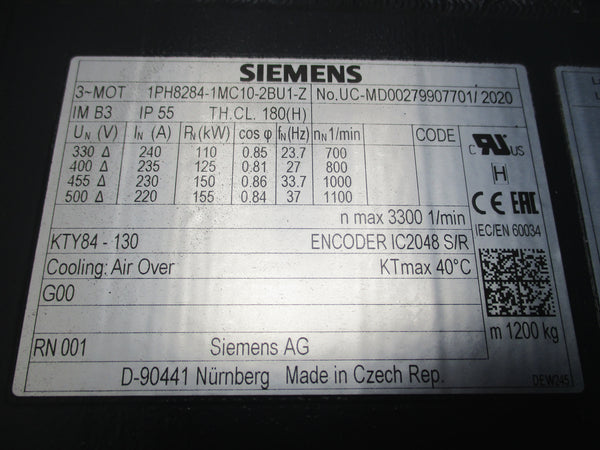 SIEMENS
3~MOT 1PH8284-1MC10-2BU1-Z No.UC-MD00279907701/2020
IM B3 IP 55 TH.CL. 180(H)
UN (V) IN (A) PN (kW) cos φ fN(Hz) nN 1/min CODE
330 Δ 240 110 0.85 23.7 700
400 Δ 235 125 0.81 27 800
455 Δ 230 150 0.86 33.7 1000
500 Δ 220 155 0.84 37 1100
C RU US
H
CE EAC
n max 3300 1/min
IEC/EN 60034
KTY84 - 130 ENCODER IC2048 S/R
Cooling: Air Over KTmax 40°C
G00
m 1200 kg
RN 001 Siemens AG
D-90441 Nürnberg Made in Czech Rep.